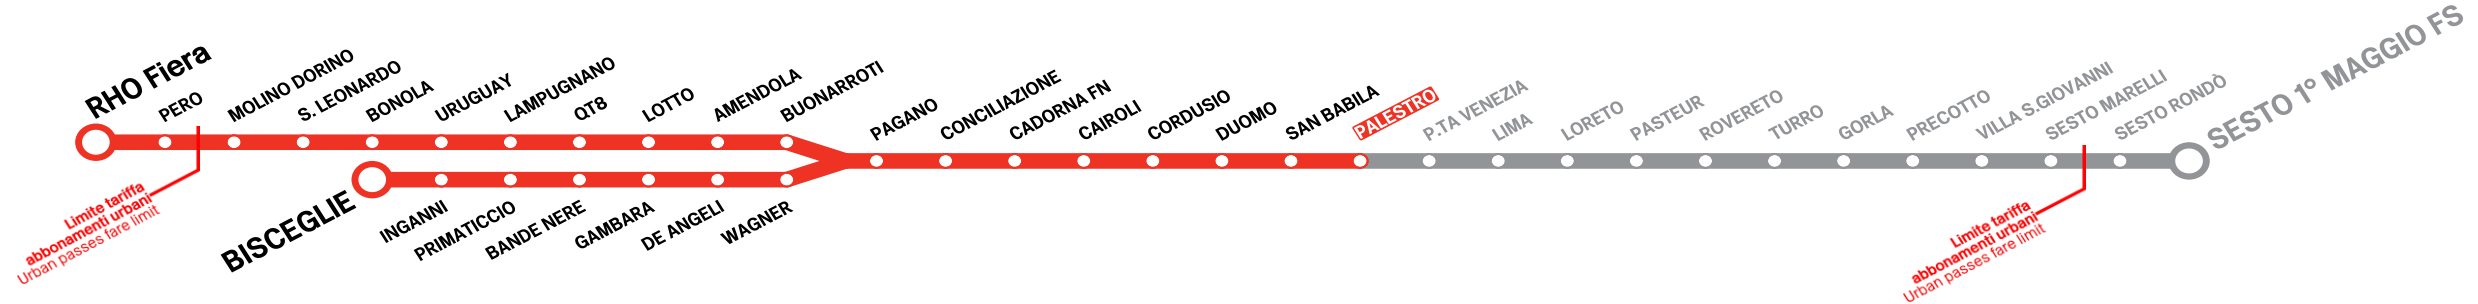 RHO Fiera
PERO
MOLINO DORINO
S. LEONARDO
BONOLA
URUGUAY
LAMPUGNANO
QT8
LOTTO
AMENDOLA
BUONARROTI
PAGANO
CONCILIAZIONE
CADORNA FN
CAIROLI
CORDUSIO
DUOMO
SAN BABILA
PALESTRO
P.TA VENEZIA
LIMA
LORETO
PASTEUR
ROVERETO
TURRO
GORLA
PRECOTTO
VILLA S.GIOVANNI
SESTO MARELLI
SESTO RONDÒ
SESTO 1° MAGGIO FS
Limite tariffa
abbonamenti urbani
Urban passes fare limit
BISCEGLIE
INGANNI
PRIMATICCIO
BANDE NERE
GAMBARA
DE ANGELI
WAGNER
Limite tariffa
abbonamenti urbani
Urban passes fare limit